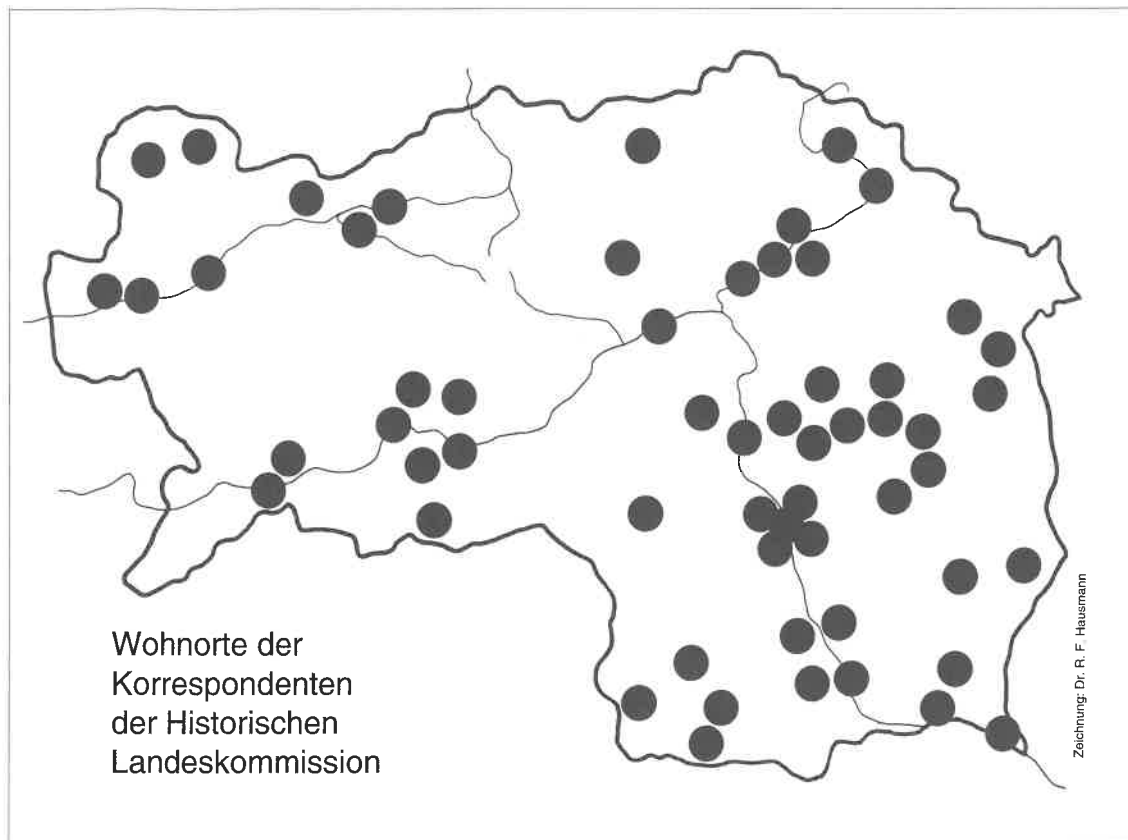 Wohnorte der
Korrespondenten
der Historischen
Landeskommission
Zeichnung: Dr. R. F. Hausmann